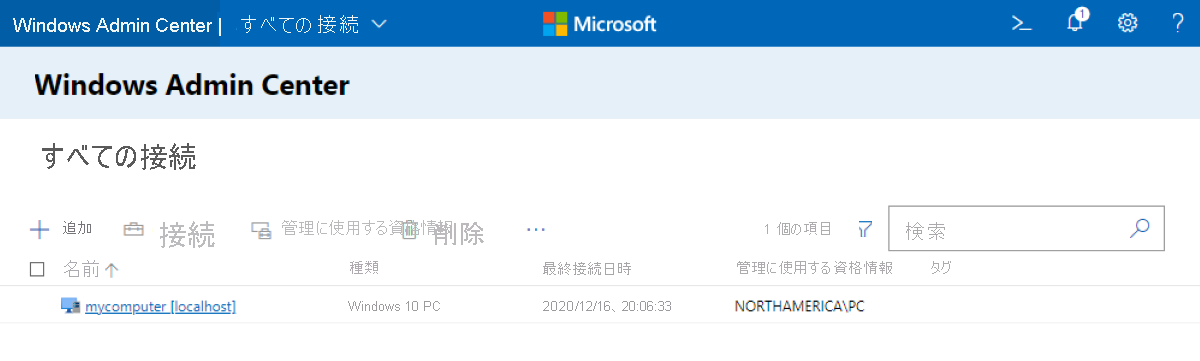 Windows Admin Center | すべての接続 Microsoft 1 ?
Windows Admin Center
すべての接続
追加 接続 管理に使用する資格情報 削除 ... 1 個の項目 検索
名前 種類 最終接続日時 管理に使用する資格情報 タグ
mycomputer [localhost] Windows 10 PC 2020/12/16、20:06:33 NORTHAMERICA\PC